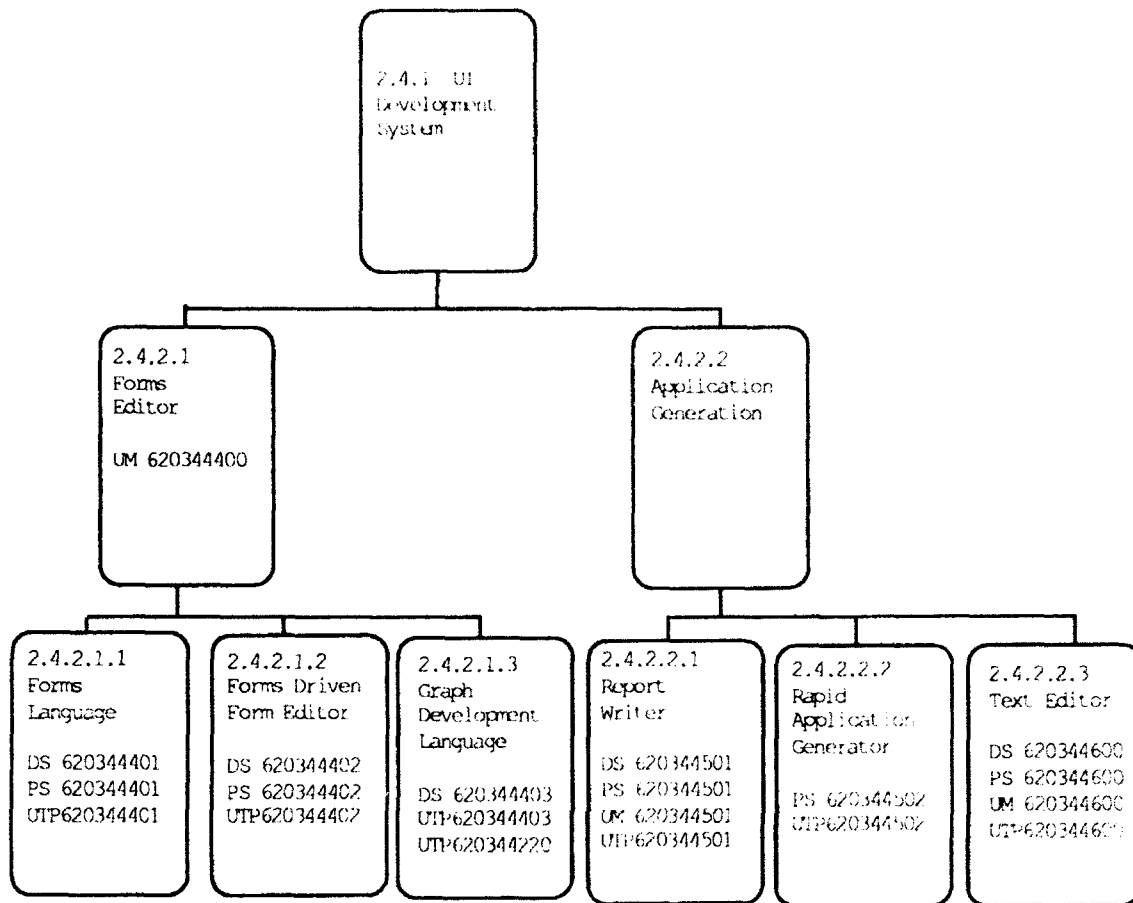 2.4.1 UI
Development
System
2.4.2.1
Forms
Editor
UM 620344400
2.4.2.2
Application
Generation
2.4.2.1.1
Forms
Language
DS 620344401
PS 620344401
UTP620344401
2.4.2.1.2
Forms Driven
Form Editor
DS 620344402
PS 620344402
UTP620344402
2.4.2.1.3
Graph
Development
Language
DS 620344403
UTP620344403
UTP620344220
2.4.2.2.1
Report
Writer
DS 620344501
PS 620344501
UM 620344501
UTP620344501
2.4.2.2.2
Rapid
Application
Generator
PS 620344502
UTP620344502
2.4.2.2.3
Text Editor
DS 620344600
PS 620344600
UM 620344600
UTP620344600